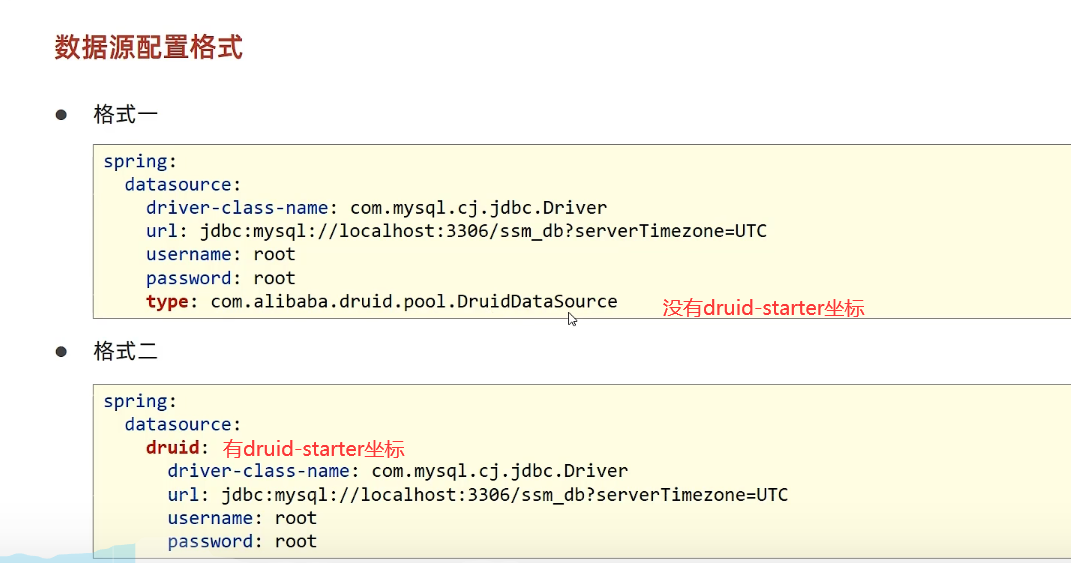 数据源配置格式
● 格式一
spring:
  datasource:
    driver-class-name: com.mysql.cj.jdbc.Driver
    url: jdbc:mysql://localhost:3306/ssm_db?serverTimezone=UTC
    username: root
    password: root
    type: com.alibaba.druid.pool.DruidDataSource 没有druid-starter坐标
● 格式二
spring:
  datasource:
    druid: 有druid-starter坐标
      driver-class-name: com.mysql.cj.jdbc.Driver
      url: jdbc:mysql://localhost:3306/ssm_db?serverTimezone=UTC
      username: root
      password: root